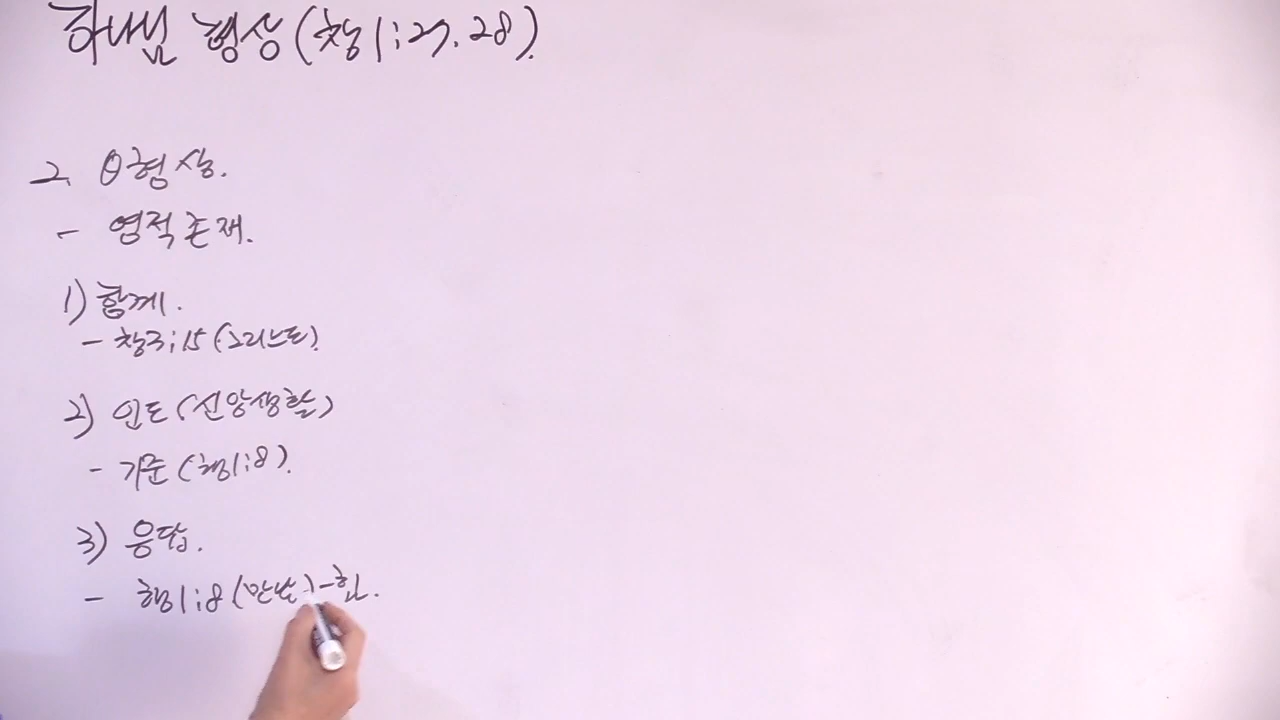 하나님 형상(창1:27.28).
2. θ형상.
- 영적존재.
1) 함께.
- 창3:15(그리스도).
2) 인도(신앙생활)
- 기준(행1:8).
3) 응답.
- 행1:8(만남)-힘.